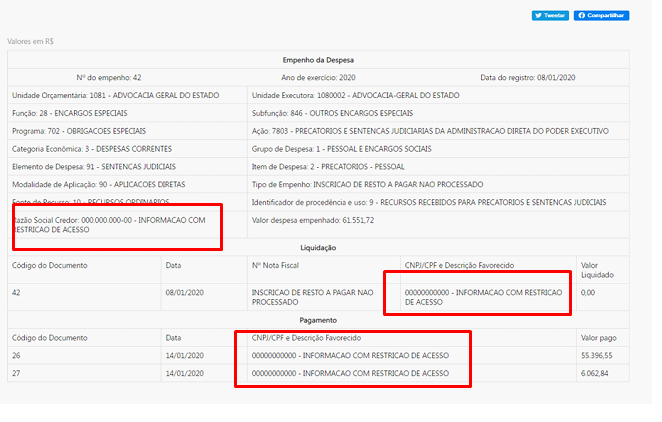 Tweetar Compartilhar
Valores em R$
Empenho da Despesa
Nº do empenho: 42 Ano de exercício: 2020 Data do registro: 08/01/2020
Unidade Orçamentária: 1081 - ADVOCACIA GERAL DO ESTADO Unidade Executora: 1080002 - ADVOCACIA-GERAL DO ESTADO
Função: 28 - ENCARGOS ESPECIAIS Subfunção: 846 - OUTROS ENCARGOS ESPECIAIS
Programa: 702 - OBRIGACOES ESPECIAIS Ação: 7803 - PRECATORIOS E SENTENCAS JUDICIARIAS DA ADMINISTRACAO DIRETA DO PODER EXECUTIVO
Categoria Econômica: 3 - DESPESAS CORRENTES Grupo de Despesa: 1 - PESSOAL E ENCARGOS SOCIAIS
Elemento de Despesa: 91 - SENTENCAS JUDICIAIS Item de Despesa: 2 - PRECATORIOS - PESSOAL
Modalidade de Aplicação: 90 - APLICACOES DIRETAS Tipo de Empenho: INSCRICAO DE RESTO A PAGAR NAO PROCESSADO
Fonte de Recurso: 10 - RECURSOS ORDINARIOS Identificador de procedência e uso: 9 - RECURSOS RECEBIDOS PARA PRECATORIOS E SENTENCAS JUDICIAIS
Razão Social Credor: 000.000.000-00 - INFORMACAO COM Valor despesa empenhado: 61.551,72
RESTRICAO DE ACESSO
Liquidação
Código do Documento Data Nº Nota Fiscal CNPJ/CPF e Descrição Favorecido Valor
Liquidado
42 08/01/2020 INSCRICAO DE RESTO A PAGAR NAO 00000000000 - INFORMACAO COM RESTRICAO 0,00
PROCESSADO DE ACESSO
Pagamento
Código do Documento Data CNPJ/CPF e Descrição Favorecido Valor pago
26 14/01/2020 00000000000 - INFORMACAO COM RESTRICAO DE ACESSO 55.396,55
27 14/01/2020 00000000000 - INFORMACAO COM RESTRICAO DE ACESSO 6.062,84